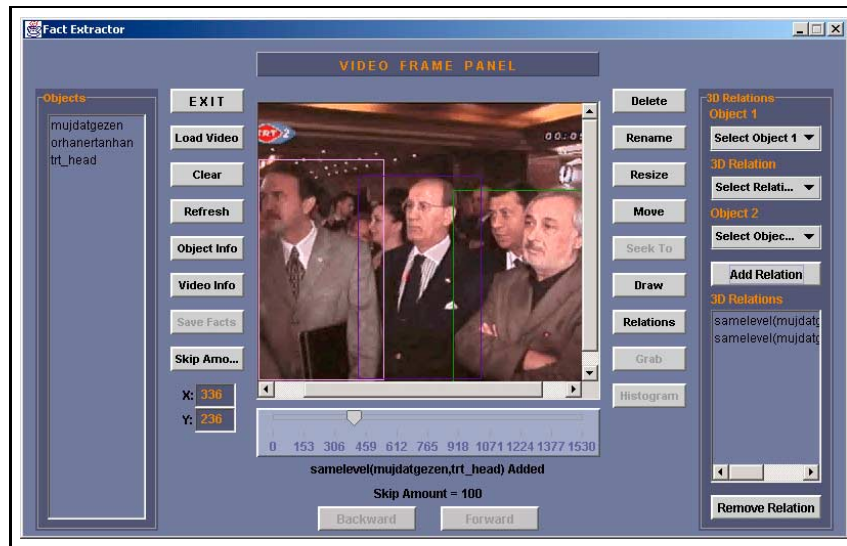 Fact Extractor
VIDEO FRAME PANEL
Objects
mujdatgezen
orhanertanhan
trt_head
EXIT
Load Video
Clear
Refresh
Object Info
Video Info
Save Facts
Skip Amo...
X: 336
Y: 236
TRT 2
00:0
Delete
Rename
Resize
Move
Seek To
Draw
Relations
Grab
Histogram
3D Relations
Object 1
Select Object 1
3D Relation
Select Relati...
Object 2
Select Objec...
Add Relation
3D Relations
samelevel(mujdatg
samelevel(mujdatg
Remove Relation
0 153 306 459 612 765 918 1071 1224 1377 1530
samelevel(mujdatgezen,trt_head) Added
Skip Amount = 100
Backward Forward